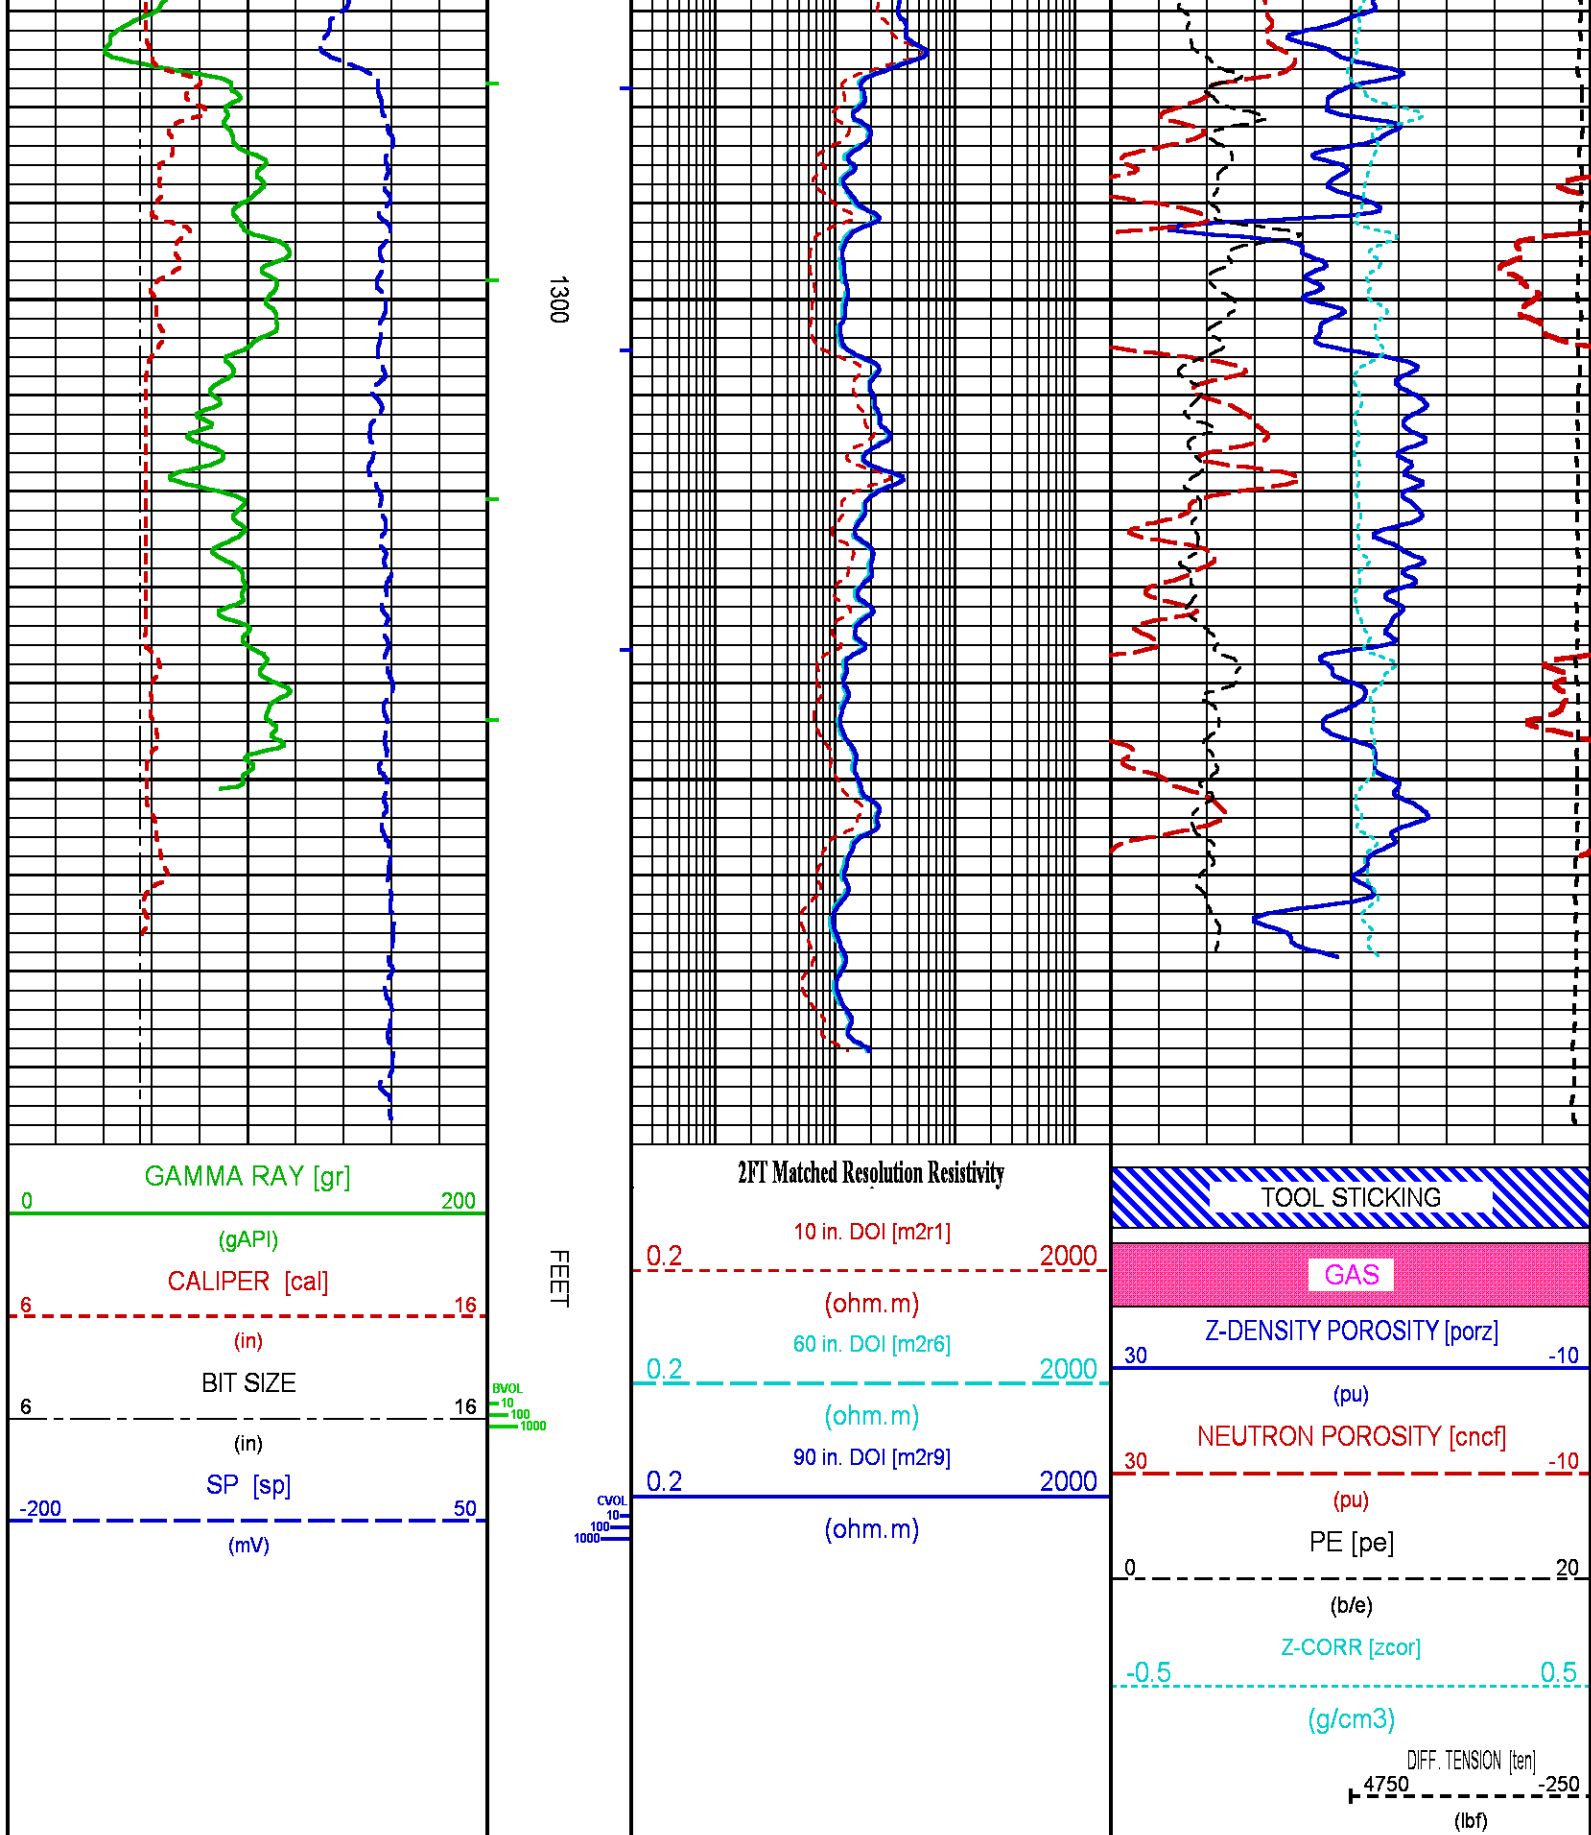 1300
FEET
GAMMA RAY [gr]
0 200
(gAPI)
CALIPER [cal]
6 16
(in)
BIT SIZE
6 16
(in)
SP [sp]
-200 50
(mV)
BVOL
10
100
1000
CVOL
10
100
1000
2FT Matched Resolution Resistivity
10 in. DOI [m2r1]
0.2 2000
(ohm.m)
60 in. DOI [m2r6]
0.2 2000
(ohm.m)
90 in. DOI [m2r9]
0.2 2000
(ohm.m)
TOOL STICKING
GAS
Z-DENSITY POROSITY [porz]
30 -10
(pu)
NEUTRON POROSITY [cncf]
30 -10
(pu)
PE [pe]
0 20
(b/e)
Z-CORR [zcor]
-0.5 0.5
(g/cm3)
DIFF. TENSION [ten]
4750 -250
(lbf)